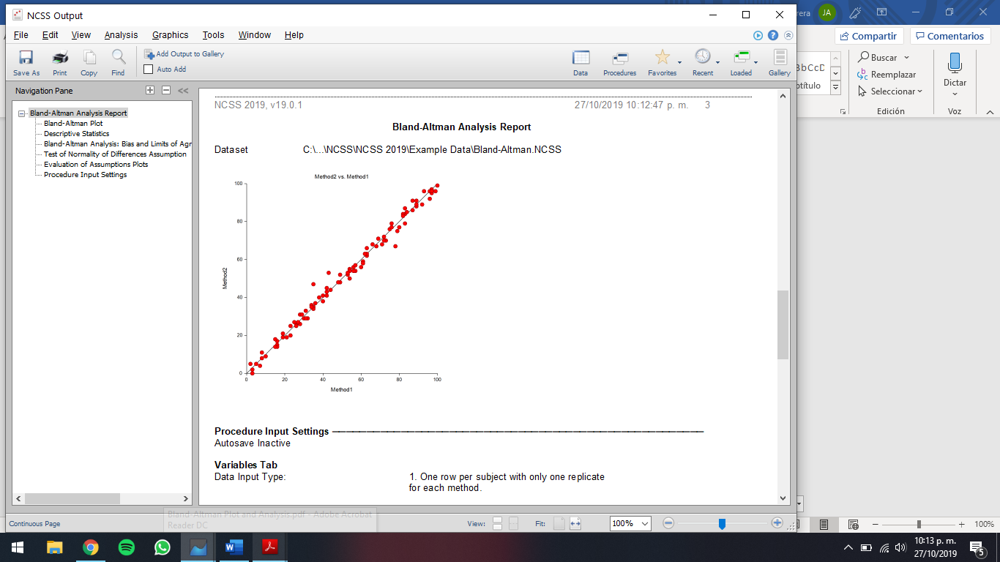 NCSS Output
rera JA
File Edit View Analysis Graphics Tools Window Help
Compartir Comentarios
Save As Print Copy Find
Add Output to Gallery
Auto Add
Data Procedures Favorites Recent Loaded Gallery
BbCcD
btítulo
Buscar
Reemplazar
Seleccionar
Edición
Dictar
Voz
Navigation Pane
Bland-Altman Analysis Report
Bland-Altman Plot
Descriptive Statistics
Bland-Altman Analysis: Bias and Limits of Agr
Test of Normality of Differences Assumption
Evaluation of Assumptions Plots
Procedure Input Settings
NCSS 2019, v19.0.1 27/10/2019 10:12:47 p. m. 3
Bland-Altman Analysis Report
Dataset C:\...\NCSS\NCSS 2019\Example Data\Bland-Altman.NCSS
Method2 vs. Method1
100
80
60
40
20
0
Method2
0 20 40 60 80 100
Method1
Procedure Input Settings
Autosave Inactive
Variables Tab
Data Input Type: 1. One row per subject with only one replicate
for each method.
Bland-Altman Plot and Analysis.pdf - Adobe Acrobat
Reader DC
Continuous Page
View: Fit: 100%
100%
10:13 p. m.
27/10/2019
5